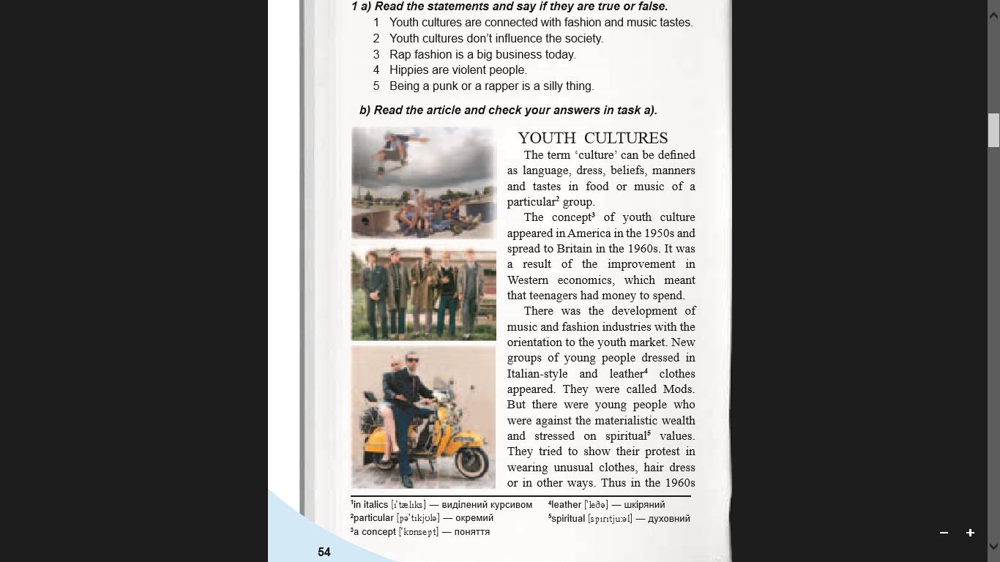 1 a) Read the statements and say if they are true or false.
1 Youth cultures are connected with fashion and music tastes.
2 Youth cultures don't influence the society.
3 Rap fashion is a big business today.
4 Hippies are violent people.
5 Being a punk or a rapper is a silly thing.
b) Read the article and check your answers in task a).
YOUTH CULTURES
The term ‘culture’ can be defined
as language, dress, beliefs, manners
and tastes in food or music of a
particular² group.
The concept³ of youth culture
appeared in America in the 1950s and
spread to Britain in the 1960s. It was
a result of the improvement in
Western economics, which meant
that teenagers had money to spend.
There was the development of
music and fashion industries with the
orientation to the youth market. New
groups of young people dressed in
Italian-style and leather⁴ clothes
appeared. They were called Mods.
But there were young people who
were against the materialistic wealth
and stressed on spiritual⁵ values.
They tried to show their protest in
wearing unusual clothes, hair dress
or in other ways. Thus in the 1960s
¹in italics [ɪ'tælɪks] — виділений курсивом
²particular [pə'tɪkjʊlə] — окремий
³a concept ['kɒnsept] — поняття
⁴leather ['leðə] — шкіряний
⁵spiritual [spɪrɪtju:əl] — духовний
54